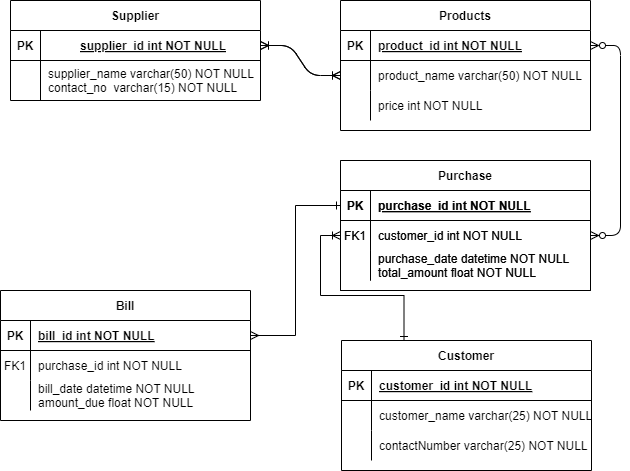 Supplier
PK supplier_id int NOT NULL
supplier_name varchar(50) NOT NULL
contact_no  varchar(15) NOT NULL
Products
PK product_id int NOT NULL
product_name varchar(50) NOT NULL
price int NOT NULL
Purchase
PK purchase_id int NOT NULL
FK1 customer_id int NOT NULL
purchase_date datetime NOT NULL
total_amount float NOT NULL
Bill
PK bill_id int NOT NULL
FK1 purchase_id int NOT NULL
bill_date datetime NOT NULL
amount_due float NOT NULL
Customer
PK customer_id int NOT NULL
customer_name varchar(25) NOT NULL
contactNumber varchar(25) NOT NULL